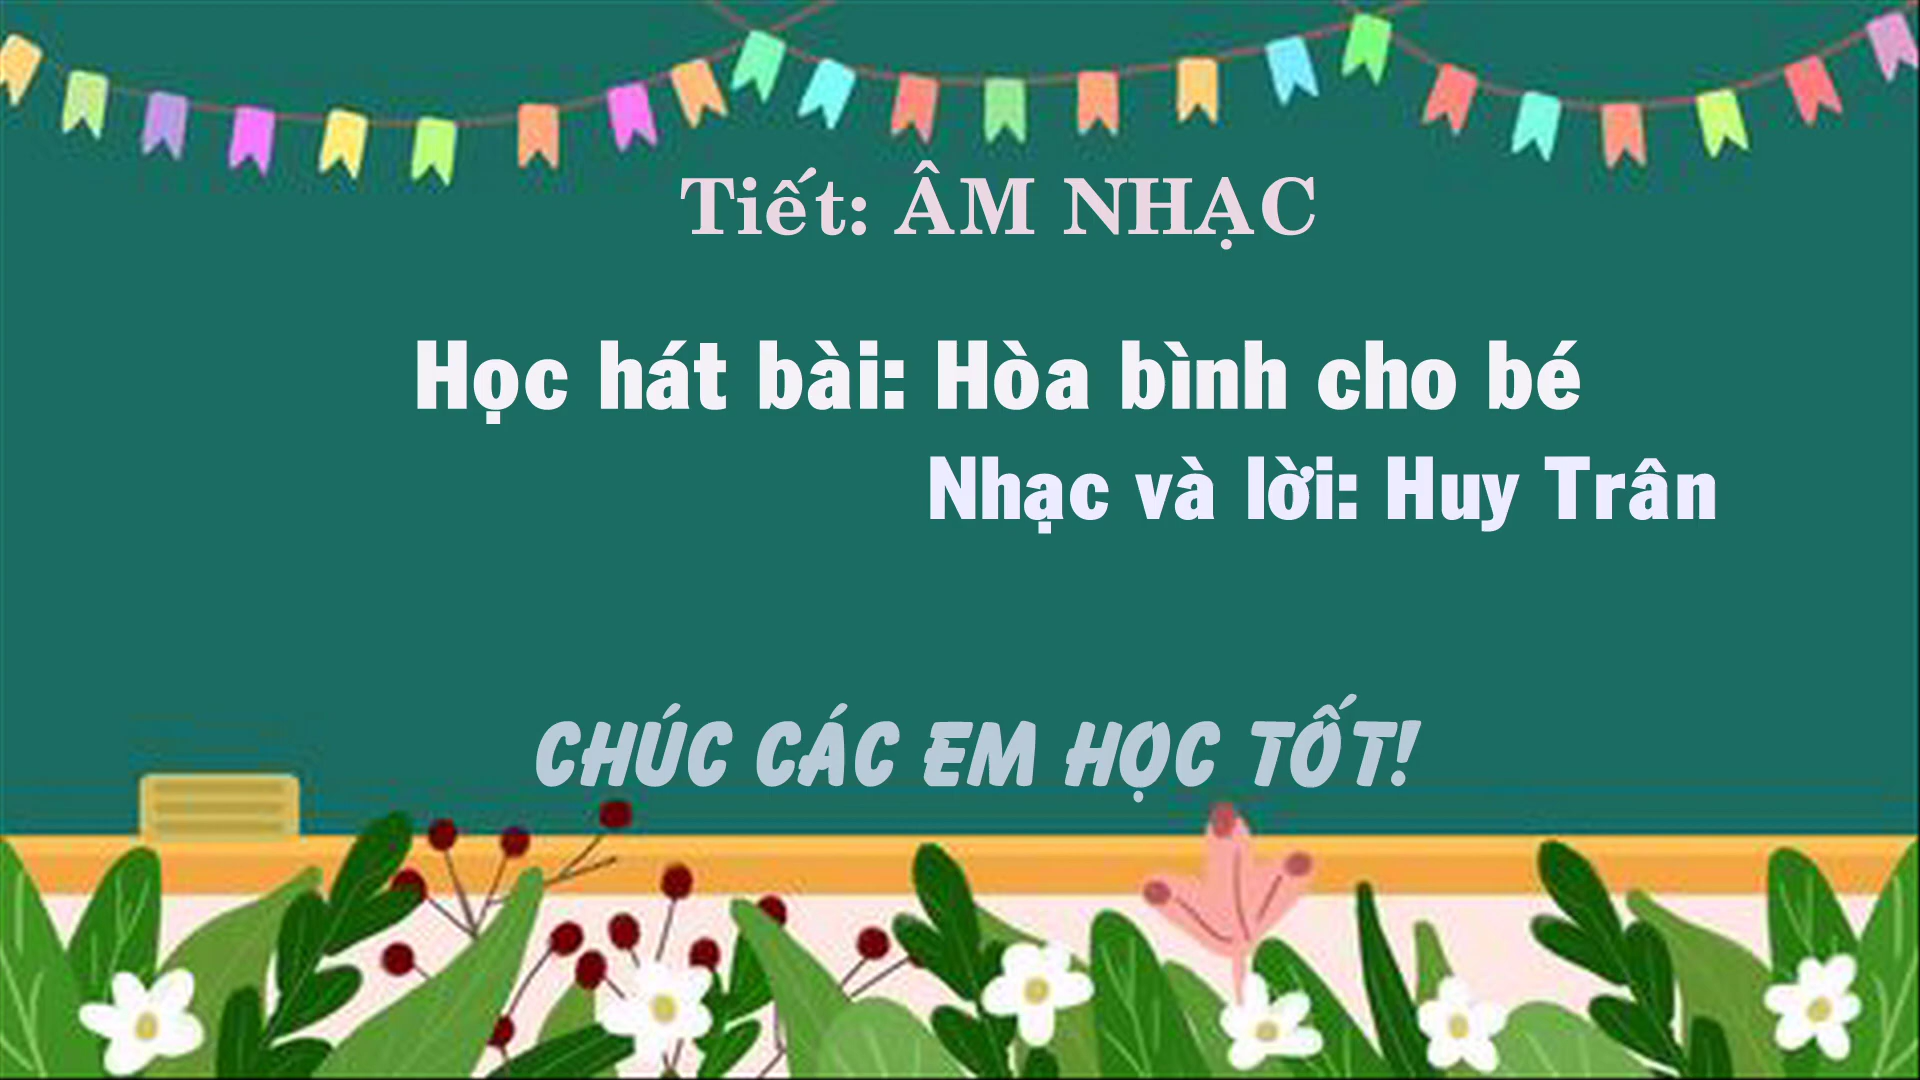 Tiết: ÂM NHẠC
Học hát bài: Hòa bình cho bé
Nhạc và lời: Huy Trân
CHÚC CÁC EM HỌC TỐT!